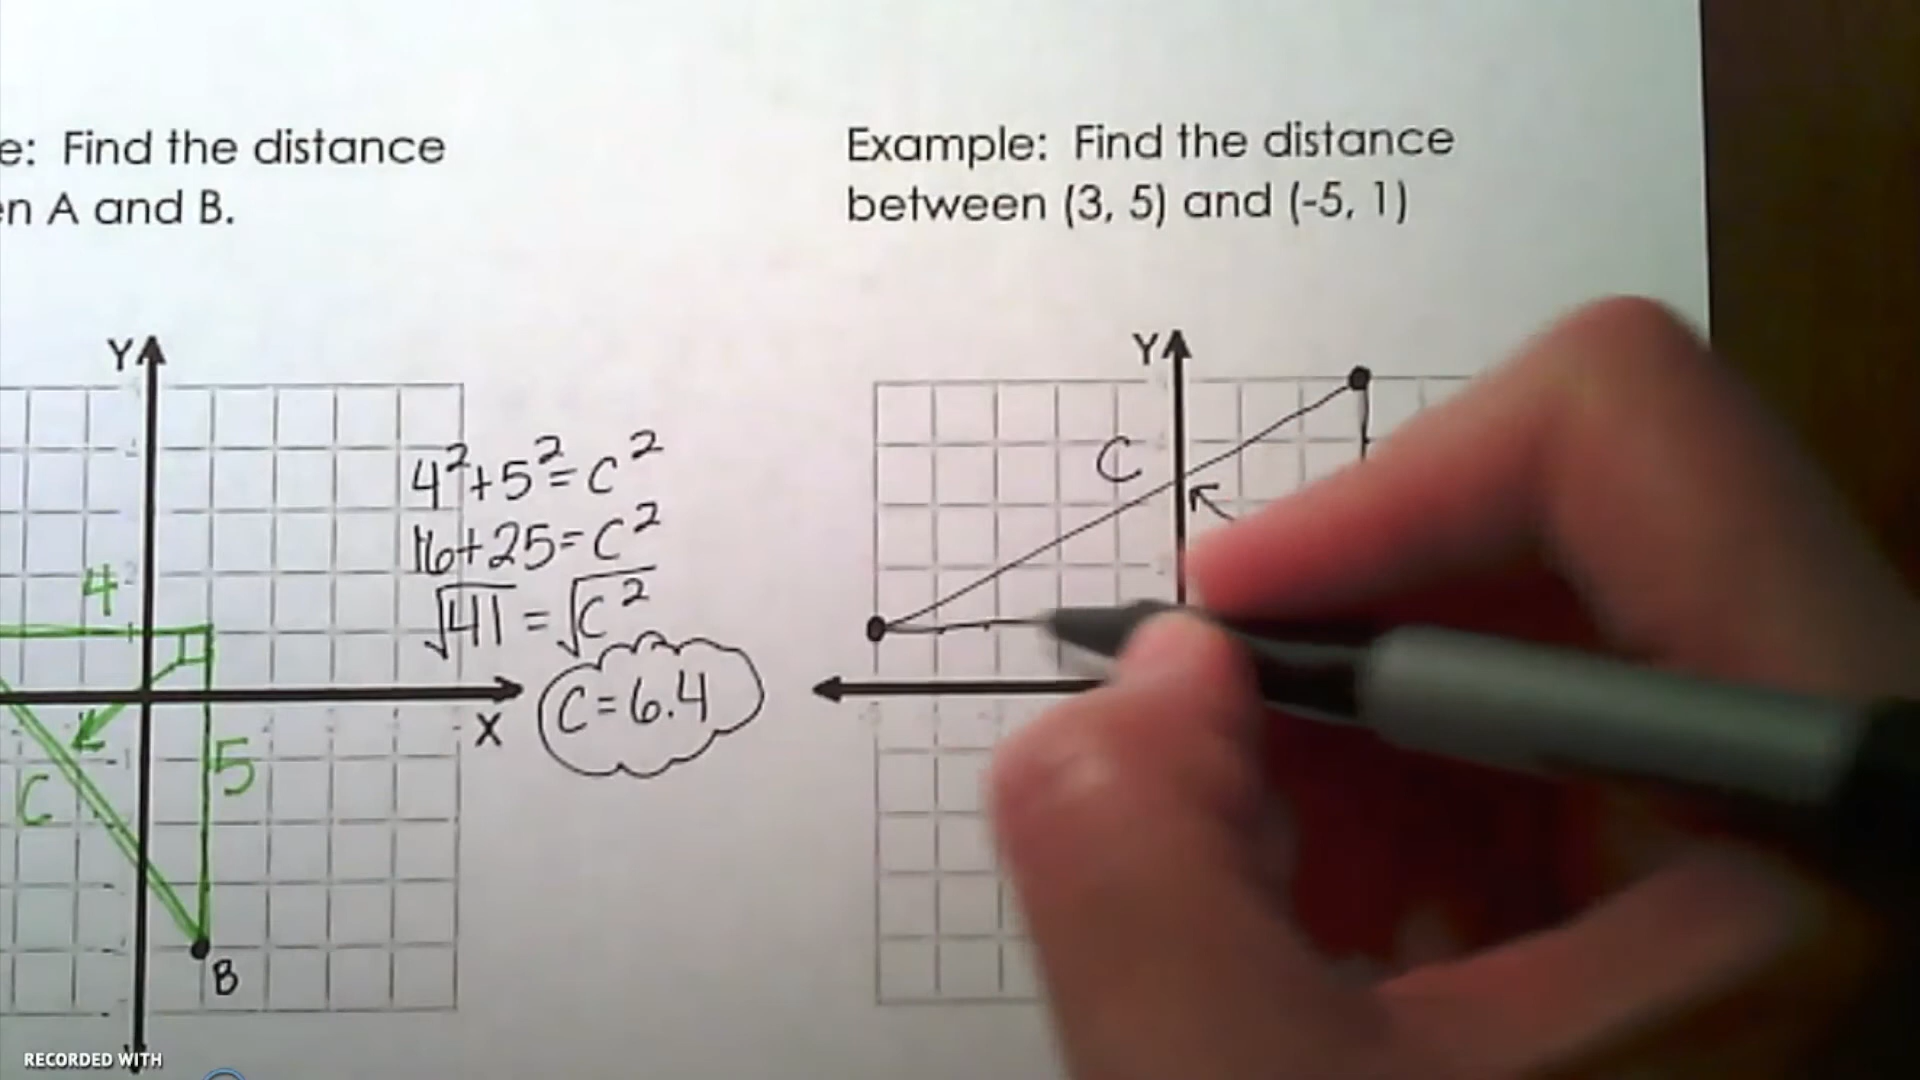 e: Find the distance
en A and B.
Y
4
4²+5²=c²
16+25=c²
√41=√c²
C=6.4
X
5
C
B
Example: Find the distance
between (3, 5) and (-5, 1)
Y
C
RECORDED WITH